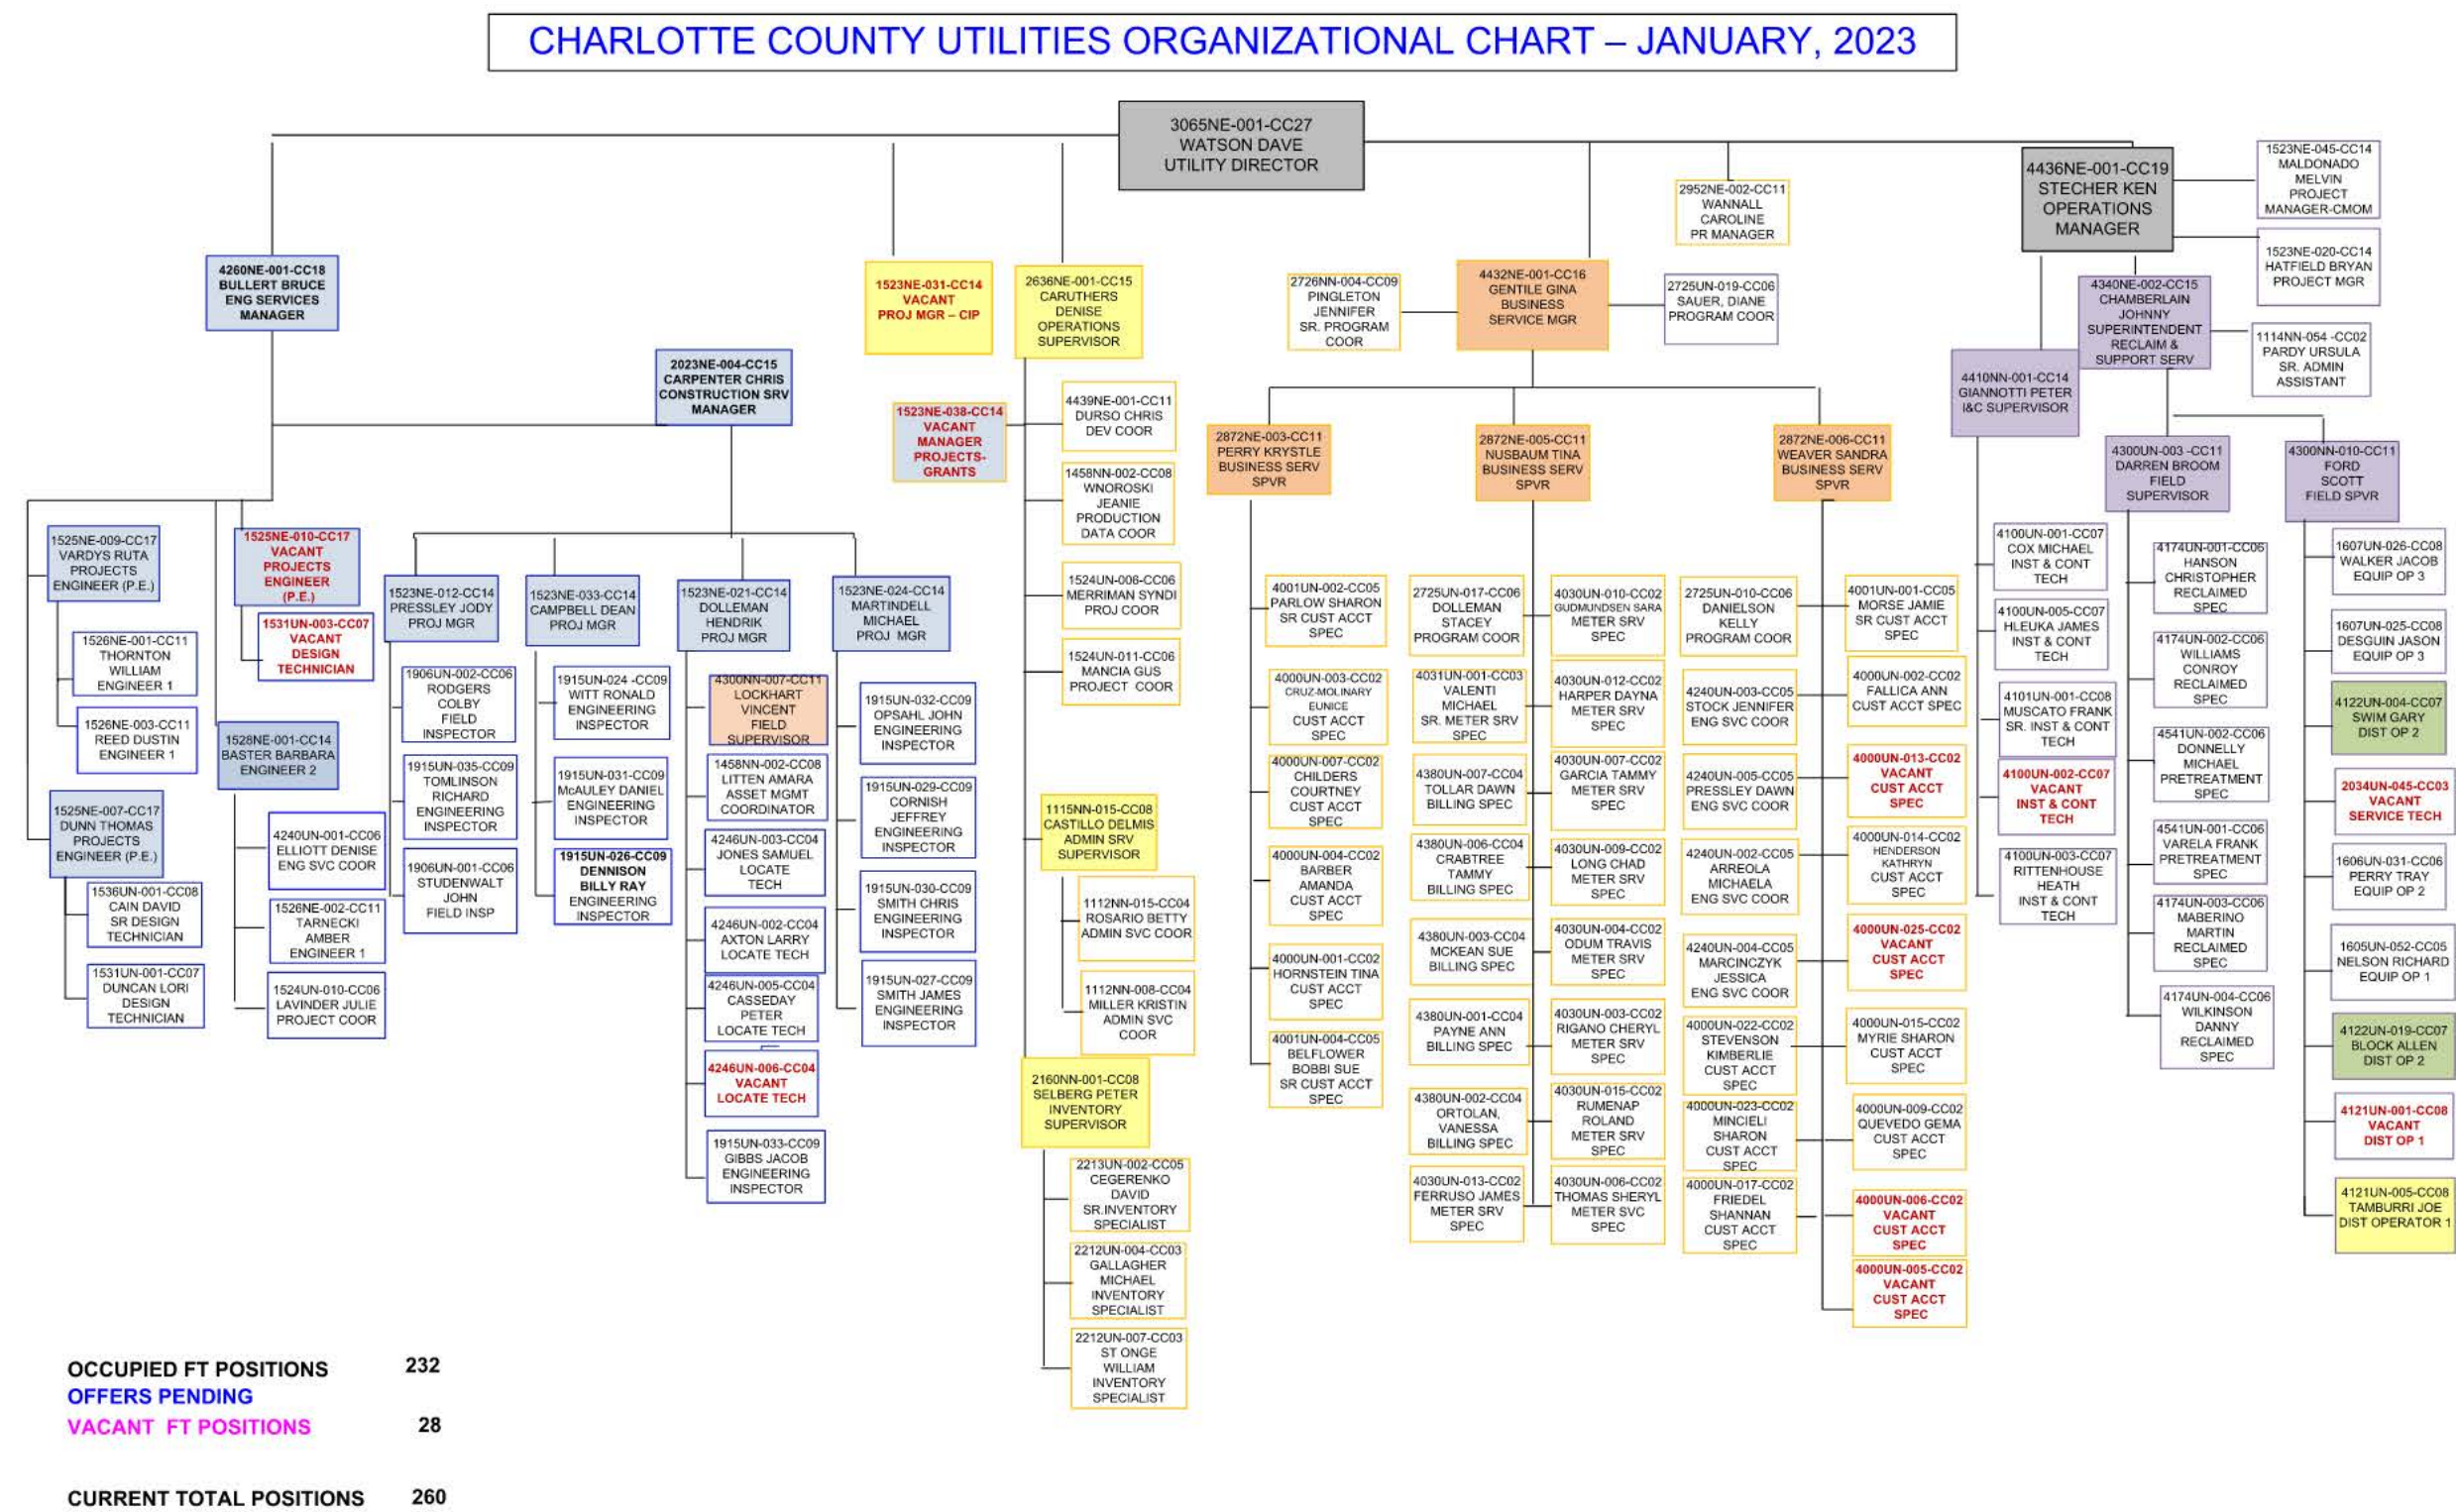 CHARLOTTE COUNTY UTILITIES ORGANIZATIONAL CHART – JANUARY, 2023
3065NE-001-CC27
WATSON DAVE
UTILITY DIRECTOR
4260NE-001-CC18
BULLERT BRUCE
ENG SERVICES
MANAGER
2023NE-004-CC15
CARPENTER CHRIS
CONSTRUCTION SRV
MANAGER
1525NE-009-CC17
VARDYS RUTA
PROJECTS
ENGINEER (P.E.)
1526NE-001-CC11
THORNTON
WILLIAM
ENGINEER 1
1526NE-003-CC11
REED DUSTIN
ENGINEER 1
1525NE-007-CC17
DUNN THOMAS
PROJECTS
ENGINEER (P.E.)
1536UN-001-CC08
CAIN DAVID
SR DESIGN
TECHNICIAN
1531UN-001-CC07
DUNCAN LORI
DESIGN
TECHNICIAN
1525NE-010-CC17
VACANT
PROJECTS
ENGINEER
(P.E.)
1531UN-003-CC07
VACANT
DESIGN
TECHNICIAN
1528NE-001-CC14
BASTER BARBARA
ENGINEER 2
4240UN-001-CC06
ELLIOTT DENISE
ENG SVC COOR
1526NE-002-CC11
TARNECKI
AMBER
ENGINEER 1
1524UN-010-CC06
LAVINDER JULIE
PROJECT COOR
1523NE-012-CC14
PRESSLEY JODY
PROJ MGR
1906UN-002-CC06
RODGERS
COLBY
FIELD
INSPECTOR
1915UN-035-CC09
TOMLINSON
RICHARD
ENGINEERING
INSPECTOR
1906UN-001-CC06
STUDENWALT
JOHN
FIELD INSP
1523NE-033-CC14
CAMPBELL DEAN
PROJ MGR
1915UN-024 -CC09
WITT RONALD
ENGINEERING
INSPECTOR
1915UN-031-CC09
McAULEY DANIEL
ENGINEERING
INSPECTOR
1915UN-026-CC09
DENNISON
BILLY RAY
ENGINEERING
INSPECTOR
1523NE-021-CC14
DOLLEMAN
HENDRIK
PROJ MGR
4300NN-007-CC11
LOCKHART
VINCENT
FIELD
SUPERVISOR
1458NN-002-CC08
LITTEN AMARA
ASSET MGMT
COORDINATOR
4246UN-003-CC04
JONES SAMUEL
LOCATE
TECH
4246UN-002-CC04
AXTON LARRY
LOCATE TECH
4246UN-005-CC04
CASSEDAY
PETER
LOCATE TECH
4246UN-006-CC04
VACANT
LOCATE TECH
1915UN-033-CC09
GIBBS JACOB
ENGINEERING
INSPECTOR
1523NE-024-CC14
MARTINDELL
MICHAEL
PROJ MGR
1915UN-032-CC09
OPSAHL JOHN
ENGINEERING
INSPECTOR
1915UN-029-CC09
CORNISH
JEFFREY
ENGINEERING
INSPECTOR
1915UN-030-CC09
SMITH CHRIS
ENGINEERING
INSPECTOR
1915UN-027-CC09
SMITH JAMES
ENGINEERING
INSPECTOR
1523NE-031-CC14
VACANT
PROJ MGR – CIP
2636NE-001-CC15
CARUTHERS
DENISE
OPERATIONS
SUPERVISOR
1523NE-038-CC14
VACANT
MANAGER
PROJECTS-
GRANTS
4439NE-001-CC11
DURSO CHRIS
DEV COOR
1458NN-002-CC08
WNOROSKI
JEANIE
PRODUCTION
DATA COOR
1524UN-006-CC06
MERRIMAN SYNDI
PROJ COOR
1524UN-011-CC06
MANCIA GUS
PROJECT COOR
1115NN-015-CC08
CASTILLO DELMIS
ADMIN SRV
SUPERVISOR
1112NN-015-CC04
ROSARIO BETTY
ADMIN SVC COOR
1112NN-008-CC04
MILLER KRISTIN
ADMIN SVC
COOR
2160NN-001-CC08
SELBERG PETER
INVENTORY
SUPERVISOR
2213UN-002-CC05
CEGERENKO
DAVID
SR.INVENTORY
SPECIALIST
2212UN-004-CC03
GALLAGHER
MICHAEL
INVENTORY
SPECIALIST
2212UN-007-CC03
ST ONGE
WILLIAM
INVENTORY
SPECIALIST
2952NE-002-CC11
WANNALL
CAROLINE
PR MANAGER
2726NN-004-CC09
PINGLETON
JENNIFER
SR. PROGRAM
COOR
4432NE-001-CC16
GENTILE GINA
BUSINESS
SERVICE MGR
2725UN-019-CC06
SAUER, DIANE
PROGRAM COOR
2872NE-003-CC11
PERRY KRYSTLE
BUSINESS SERV
SPVR
4001UN-002-CC05
PARLOW SHARON
SR CUST ACCT
SPEC
4000UN-003-CC02
CRUZ-MOLINARY
EUNICE
CUST ACCT
SPEC
4000UN-007-CC02
CHILDERS
COURTNEY
CUST ACCT
SPEC
4000UN-004-CC02
BARBER
AMANDA
CUST ACCT
SPEC
4000UN-001-CC02
HORNSTEIN TINA
CUST ACCT
SPEC
4001UN-004-CC05
BELFLOWER
BOBBI SUE
SR CUST ACCT
SPEC
2872NE-005-CC11
NUSBAUM TINA
BUSINESS SERV
SPVR
2725UN-017-CC06
DOLLEMAN
STACEY
PROGRAM COOR
4031UN-001-CC03
VALENTI
MICHAEL
SR. METER SRV
SPEC
4380UN-007-CC04
TOLLAR DAWN
BILLING SPEC
4380UN-006-CC04
CRABTREE
TAMMY
BILLING SPEC
4380UN-003-CC04
MCKEAN SUE
BILLING SPEC
4380UN-001-CC04
PAYNE ANN
BILLING SPEC
4380UN-002-CC04
ORTOLAN,
VANESSA
BILLING SPEC
4030UN-013-CC02
FERRUSO JAMES
METER SRV
SPEC
4030UN-010-CC02
GUDMUNDSEN SARA
METER SRV
SPEC
4030UN-012-CC02
HARPER DAYNA
METER SRV
SPEC
4030UN-007-CC02
GARCIA TAMMY
METER SRV
SPEC
4030UN-009-CC02
LONG CHAD
METER SRV
SPEC
4030UN-004-CC02
ODUM TRAVIS
METER SRV
SPEC
4030UN-003-CC02
RIGANO CHERYL
METER SRV
SPEC
4030UN-015-CC02
RUMENAP
ROLAND
METER SRV
SPEC
4030UN-006-CC02
THOMAS SHERYL
METER SVC
SPEC
2872NE-006-CC11
WEAVER SANDRA
BUSINESS SERV
SPVR
2725UN-010-CC06
DANIELSON
KELLY
PROGRAM COOR
4240UN-003-CC05
STOCK JENNIFER
ENG SVC COOR
4240UN-005-CC05
PRESSLEY DAWN
ENG SVC COOR
4240UN-002-CC05
ARREOLA
MICHAELA
ENG SVC COOR
4240UN-004-CC05
MARCINCZYK
JESSICA
ENG SVC COOR
4000UN-022-CC02
STEVENSON
KIMBERLIE
CUST ACCT
SPEC
4000UN-023-CC02
MINCIELI
SHARON
CUST ACCT
SPEC
4000UN-017-CC02
FRIEDEL
SHANNAN
CUST ACCT
SPEC
4001UN-001-CC05
MORSE JAMIE
SR CUST ACCT
SPEC
4000UN-002-CC02
FALLICA ANN
CUST ACCT SPEC
4000UN-013-CC02
VACANT
CUST ACCT
SPEC
4000UN-014-CC02
HENDERSON
KATHRYN
CUST ACCT
SPEC
4000UN-025-CC02
VACANT
CUST ACCT
SPEC
4000UN-015-CC02
MYRIE SHARON
CUST ACCT
SPEC
4000UN-009-CC02
QUEVEDO GEMA
CUST ACCT
SPEC
4000UN-006-CC02
VACANT
CUST ACCT
SPEC
4000UN-005-CC02
VACANT
CUST ACCT
SPEC
4436NE-001-CC19
STECHER KEN
OPERATIONS
MANAGER
1523NE-045-CC14
MALDONADO
MELVIN
PROJECT
MANAGER-CMOM
1523NE-020-CC14
HATFIELD BRYAN
PROJECT MGR
4340NE-002-CC15
CHAMBERLAIN
JOHNNY
SUPERINTENDENT
RECLAIM &
SUPPORT SERV
1114NN-054 -CC02
PARDY URSULA
SR. ADMIN
ASSISTANT
4410NN-001-CC14
GIANNOTTI PETER
I&C SUPERVISOR
4100UN-001-CC07
COX MICHAEL
INST & CONT
TECH
4100UN-005-CC07
HLEUKA JAMES
INST & CONT
TECH
4101UN-001-CC08
MUSCATO FRANK
SR. INST & CONT
TECH
4100UN-002-CC07
VACANT
INST & CONT
TECH
4100UN-003-CC07
RITTENHOUSE
HEATH
INST & CONT
TECH
4300UN-003 -CC11
DARREN BROOM
FIELD
SUPERVISOR
4174UN-001-CC06
HANSON
CHRISTOPHER
RECLAIMED
SPEC
4174UN-002-CC06
WILLIAMS
CONROY
RECLAIMED
SPEC
4541UN-002-CC06
DONNELLY
MICHAEL
PRETREATMENT
SPEC
4541UN-001-CC06
VARELA FRANK
PRETREATMENT
SPEC
4174UN-003-CC06
MABERINO
MARTIN
RECLAIMED
SPEC
4174UN-004-CC06
WILKINSON
DANNY
RECLAIMED
SPEC
4300NN-010-CC11
FORD
SCOTT
FIELD SPVR
1607UN-026-CC08
WALKER JACOB
EQUIP OP 3
1607UN-025-CC08
DESGUIN JASON
EQUIP OP 3
4122UN-004-CC07
SWIM GARY
DIST OP 2
2034UN-045-CC03
VACANT
SERVICE TECH
1606UN-031-CC06
PERRY TRAY
EQUIP OP 2
1605UN-052-CC05
NELSON RICHARD
EQUIP OP 1
4122UN-019-CC07
BLOCK ALLEN
DIST OP 2
4121UN-001-CC08
VACANT
DIST OP 1
4121UN-005-CC08
TAMBURRI JOE
DIST OPERATOR 1
OCCUPIED FT POSITIONS 232
OFFERS PENDING
VACANT FT POSITIONS 28
CURRENT TOTAL POSITIONS 260